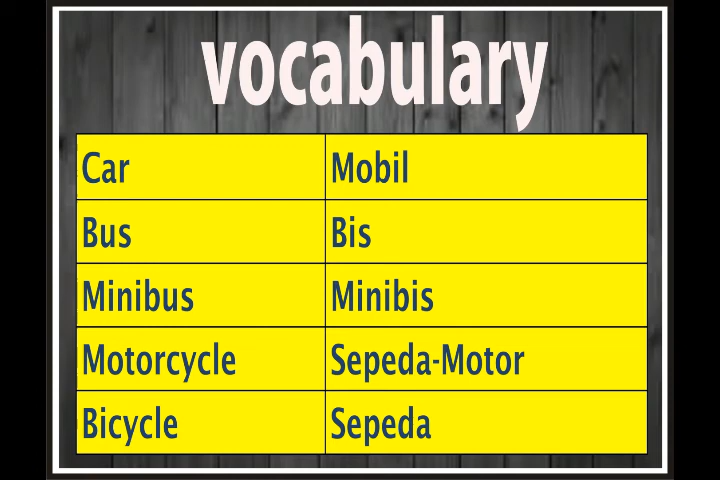 vocabulary
Car Mobil
Bus Bis
Minibus Minibis
Motorcycle Sepeda-Motor
Bicycle Sepeda